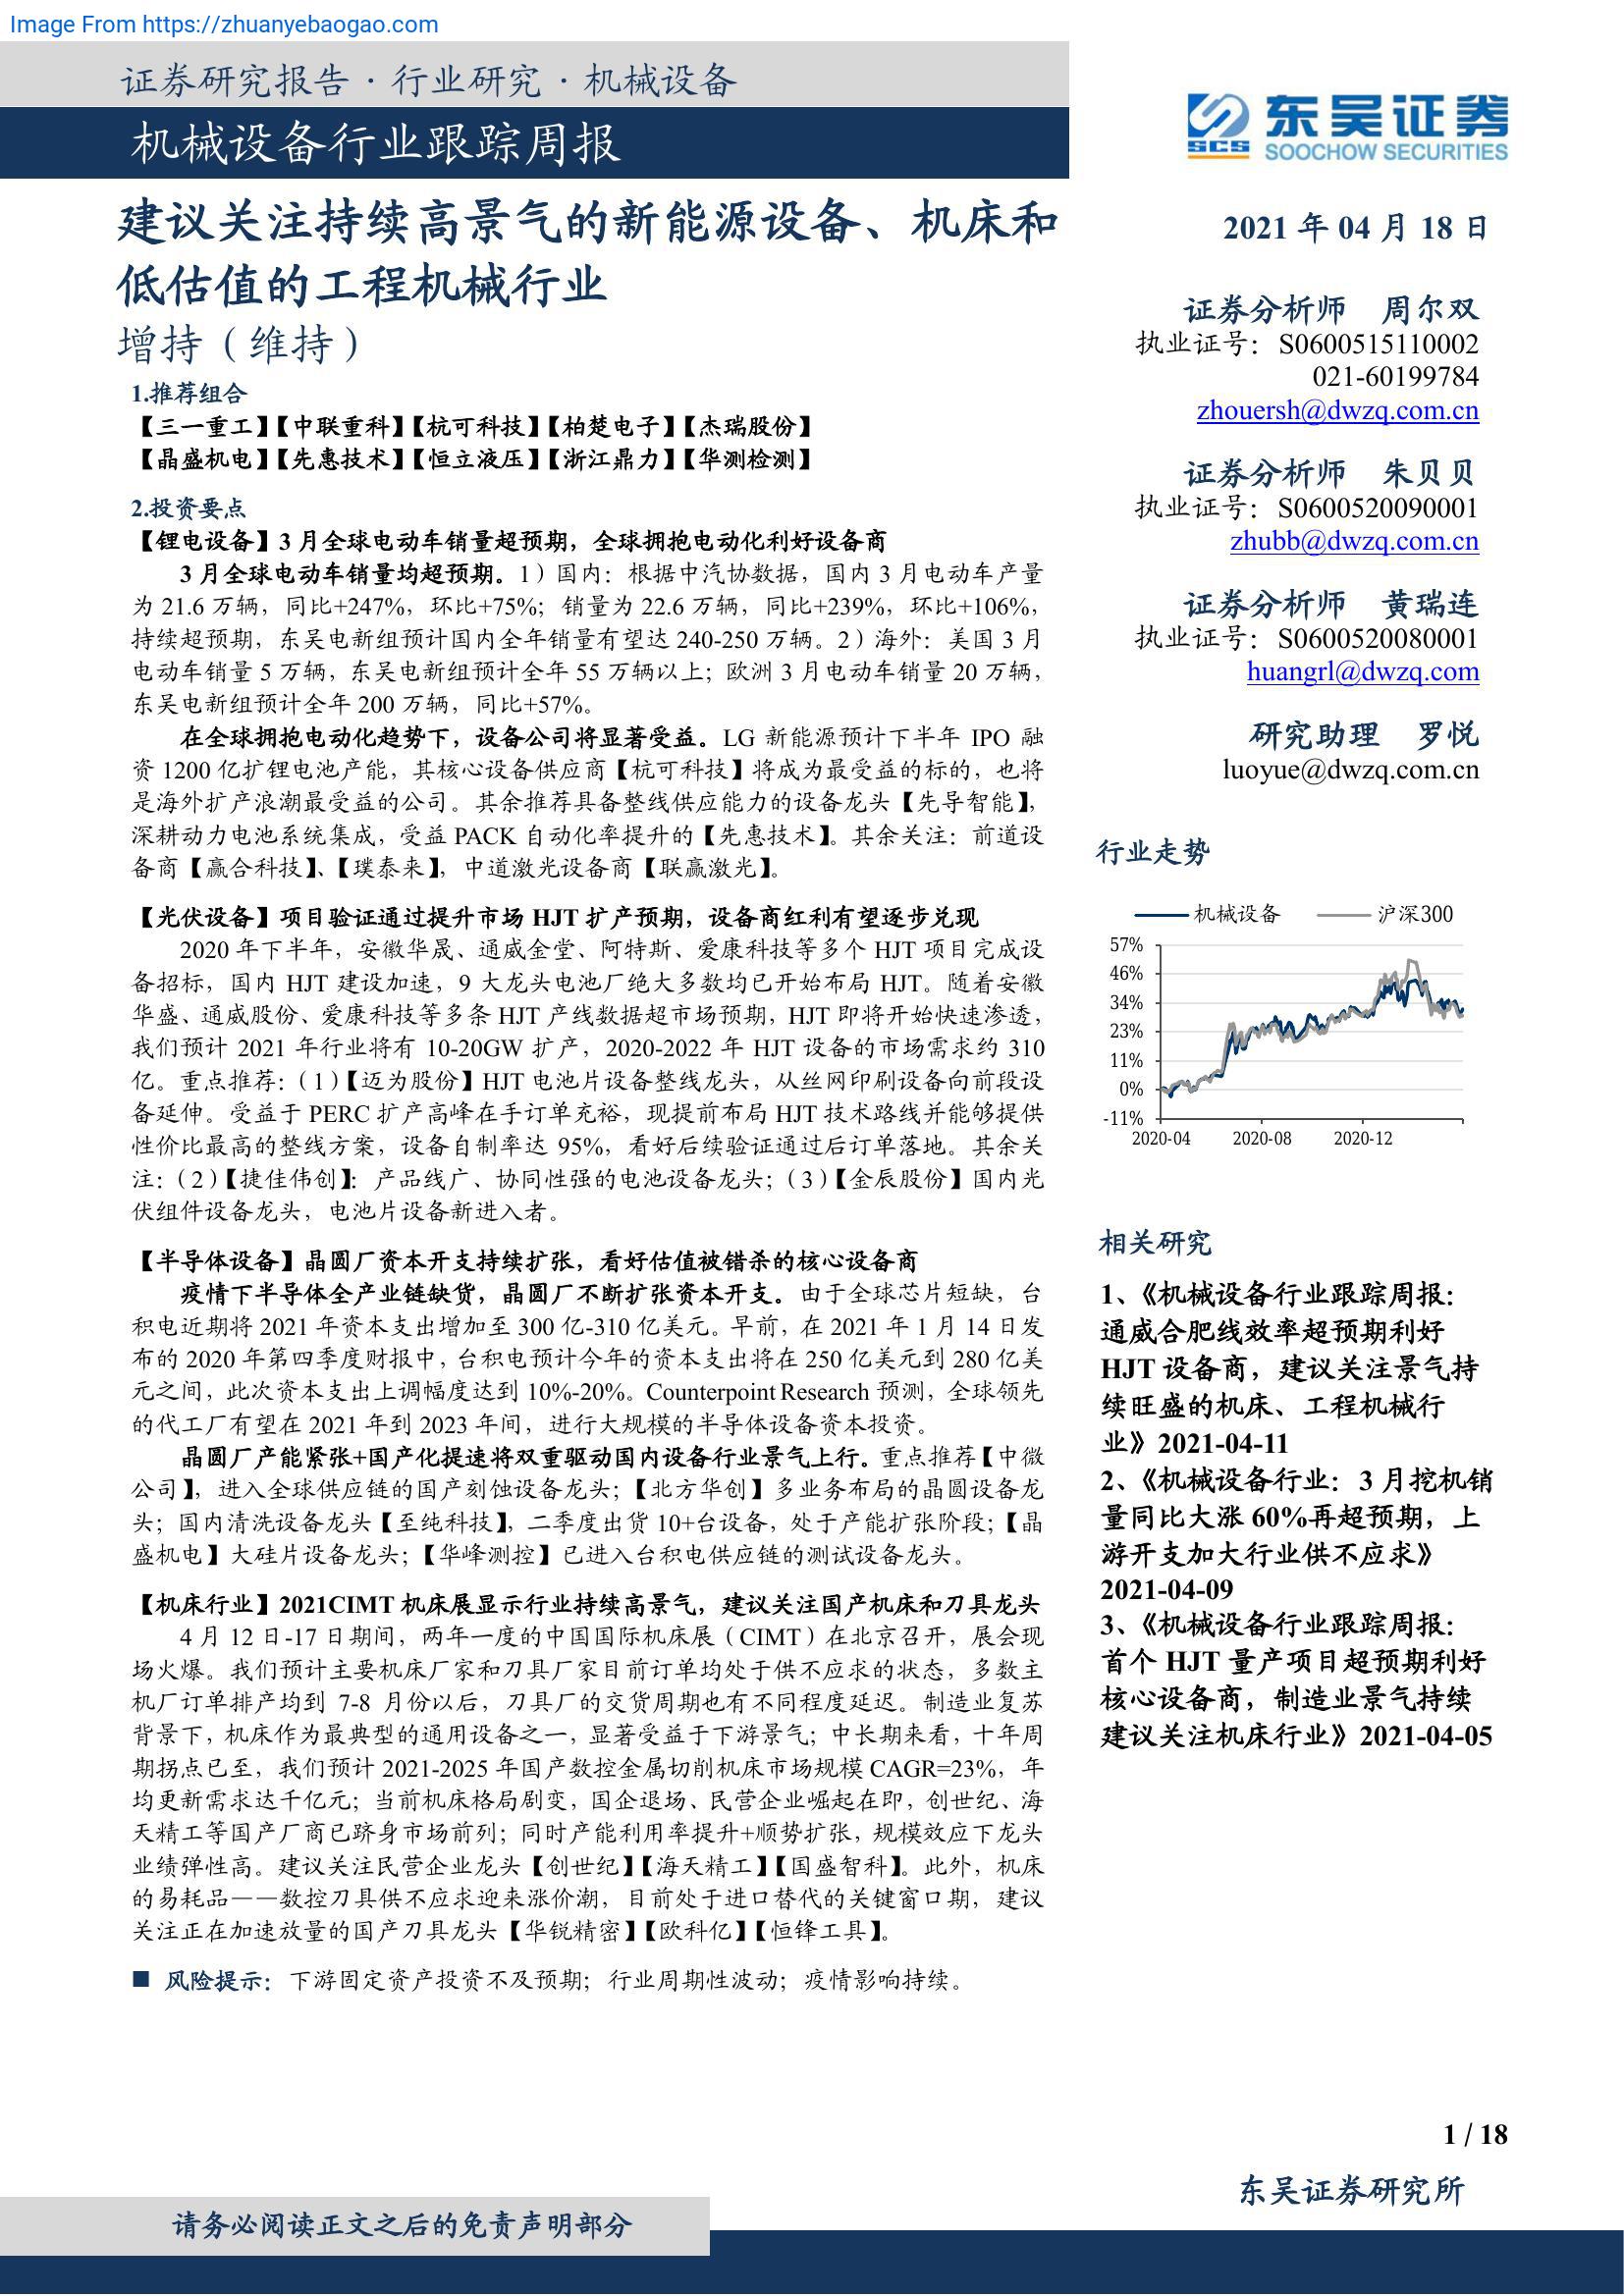 Image From https://zhuanyebaogao.com
证券研究报告·行业研究·机械设备
机械设备行业跟踪周报
东吴证券
SCS
SOOCHOW SECURITIES
建议关注持续高景气的新能源设备、机床和
低估值的工程机械行业
增持（维持）
1.推荐组合
【三一重工】【中联重科】【杭可科技】【柏楚电子】【杰瑞股份】
【晶盛机电】【先惠技术】【恒立液压】【浙江鼎力】【华测检测】
2.投资要点
【锂电设备】3 月全球电动车销量超预期，全球拥抱电动化利好设备商
3 月全球电动车销量均超预期。1）国内：根据中汽协数据，国内 3 月电动车产量
为 21.6 万辆，同比+247%，环比+75%；销量为 22.6 万辆，同比+239%，环比+106%，
持续超预期，东吴电新组预计国内全年销量有望达 240-250 万辆。2）海外：美国 3 月
电动车销量 5 万辆，东吴电新组预计全年 55 万辆以上；欧洲 3 月电动车销量 20 万辆，
东吴电新组预计全年 200 万辆，同比+57%。
在全球拥抱电动化趋势下，设备公司将显著受益。LG 新能源预计下半年 IPO 融
资 1200 亿扩锂电池产能，其核心设备供应商【杭可科技】将成为最受益的标的，也将
是海外扩产浪潮最受益的公司。其余推荐具备整线供应能力的设备龙头【先导智能】，
深耕动力电池系统集成，受益 PACK 自动化率提升的【先惠技术】。其余关注：前道设
备商【赢合科技】、【璞泰来】，中道激光设备商【联赢激光】。
【光伏设备】项目验证通过提升市场 HJT 扩产预期，设备商红利有望逐步兑现
2020 年下半年，安徽华晟、通威金堂、阿特斯、爱康科技等多个 HJT 项目完成设
备招标，国内 HJT 建设加速，9 大龙头电池厂绝大多数均已开始布局 HJT。随着安徽
华盛、通威股份、爱康科技等多条 HJT 产线数据超市场预期，HJT 即将开始快速渗透，
我们预计 2021 年行业将有 10-20GW 扩产，2020-2022 年 HJT 设备的市场需求约 310
亿。重点推荐：（1）【迈为股份】HJT 电池片设备整线龙头，从丝网印刷设备向前段设
备延伸。受益于 PERC 扩产高峰在手订单充裕，现提前布局 HJT 技术路线并能够提供
性价比最高的整线方案，设备自制率达 95%，看好后续验证通过后订单落地。其余关
注：（2）【捷佳伟创】：产品线广、协同性强的电池设备龙头；（3）【金辰股份】国内光
伏组件设备龙头，电池片设备新进入者。
【半导体设备】晶圆厂资本开支持续扩张，看好估值被错杀的核心设备商
疫情下半导体全产业链缺货，晶圆厂不断扩张资本开支。由于全球芯片短缺，台
积电近期将 2021 年资本支出增加至 300 亿-310 亿美元。早前，在 2021 年 1 月 14 日发
布的 2020 年第四季度财报中，台积电预计今年的资本支出将在 250 亿美元到 280 亿美
元之间，此次资本支出上调幅度达到 10%-20%。Counterpoint Research 预测，全球领先
的代工厂有望在 2021 年到 2023 年间，进行大规模的半导体设备资本投资。
晶圆厂产能紧张+国产化提速将双重驱动国内设备行业景气上行。重点推荐【中微
公司】，进入全球供应链的国产刻蚀设备龙头；【北方华创】多业务布局的晶圆设备龙
头；国内清洗设备龙头【至纯科技】，二季度出货 10+台设备，处于产能扩张阶段；【晶
盛机电】大硅片设备龙头；【华峰测控】已进入台积电供应链的测试设备龙头。
【机床行业】2021CIMT 机床展显示行业持续高景气，建议关注国产机床和刀具龙头
4 月 12 日-17 日期间，两年一度的中国国际机床展（CIMT）在北京召开，展会现
场火爆。我们预计主要机床厂家和刀具厂家目前订单均处于供不应求的状态，多数主
机厂订单排产均到 7-8 月份以后，刀具厂的交货周期也有不同程度延迟。制造业复苏
背景下，机床作为最典型的通用设备之一，显著受益于下游景气；中长期来看，十年周
期拐点已至，我们预计 2021-2025 年国产数控金属切削机床市场规模 CAGR=23%，年
均更新需求达千亿元；当前机床格局剧变，国企退场、民营企业崛起在即，创世纪、海
天精工等国产厂商已跻身市场前列；同时产能利用率提升+顺势扩张，规模效应下龙头
业绩弹性高。建议关注民营企业龙头【创世纪】【海天精工】【国盛智科】。此外，机床
的易耗品——数控刀具供不应求迎来涨价潮，目前处于进口替代的关键窗口期，建议
关注正在加速放量的国产刀具龙头【华锐精密】【欧科亿】【恒锋工具】。
■ 风险提示：下游固定资产投资不及预期；行业周期性波动；疫情影响持续。
2021 年 04 月 18 日
证券分析师 周尔双
执业证号：S0600515110002
021-60199784
zhouersh@dwzq.com.cn
证券分析师 朱贝贝
执业证号：S0600520090001
zhubb@dwzq.com.cn
证券分析师 黄瑞连
执业证号：S0600520080001
huangrl@dwzq.com
研究助理 罗悦
luoyue@dwzq.com.cn
行业走势
机械设备 沪深300
57%
46%
34%
23%
11%
0%
-11%
2020-04 2020-08 2020-12
相关研究
1、《机械设备行业跟踪周报：
通威合肥线效率超预期利好
HJT 设备商，建议关注景气持
续旺盛的机床、工程机械行
业》2021-04-11
2、《机械设备行业：3 月挖机销
量同比大涨 60%再超预期，上
游开支加大行业供不应求》
2021-04-09
3、《机械设备行业跟踪周报：
首个 HJT 量产项目超预期利好
核心设备商，制造业景气持续
建议关注机床行业》2021-04-05
1 / 18
东吴证券研究所
请务必阅读正文之后的免责声明部分